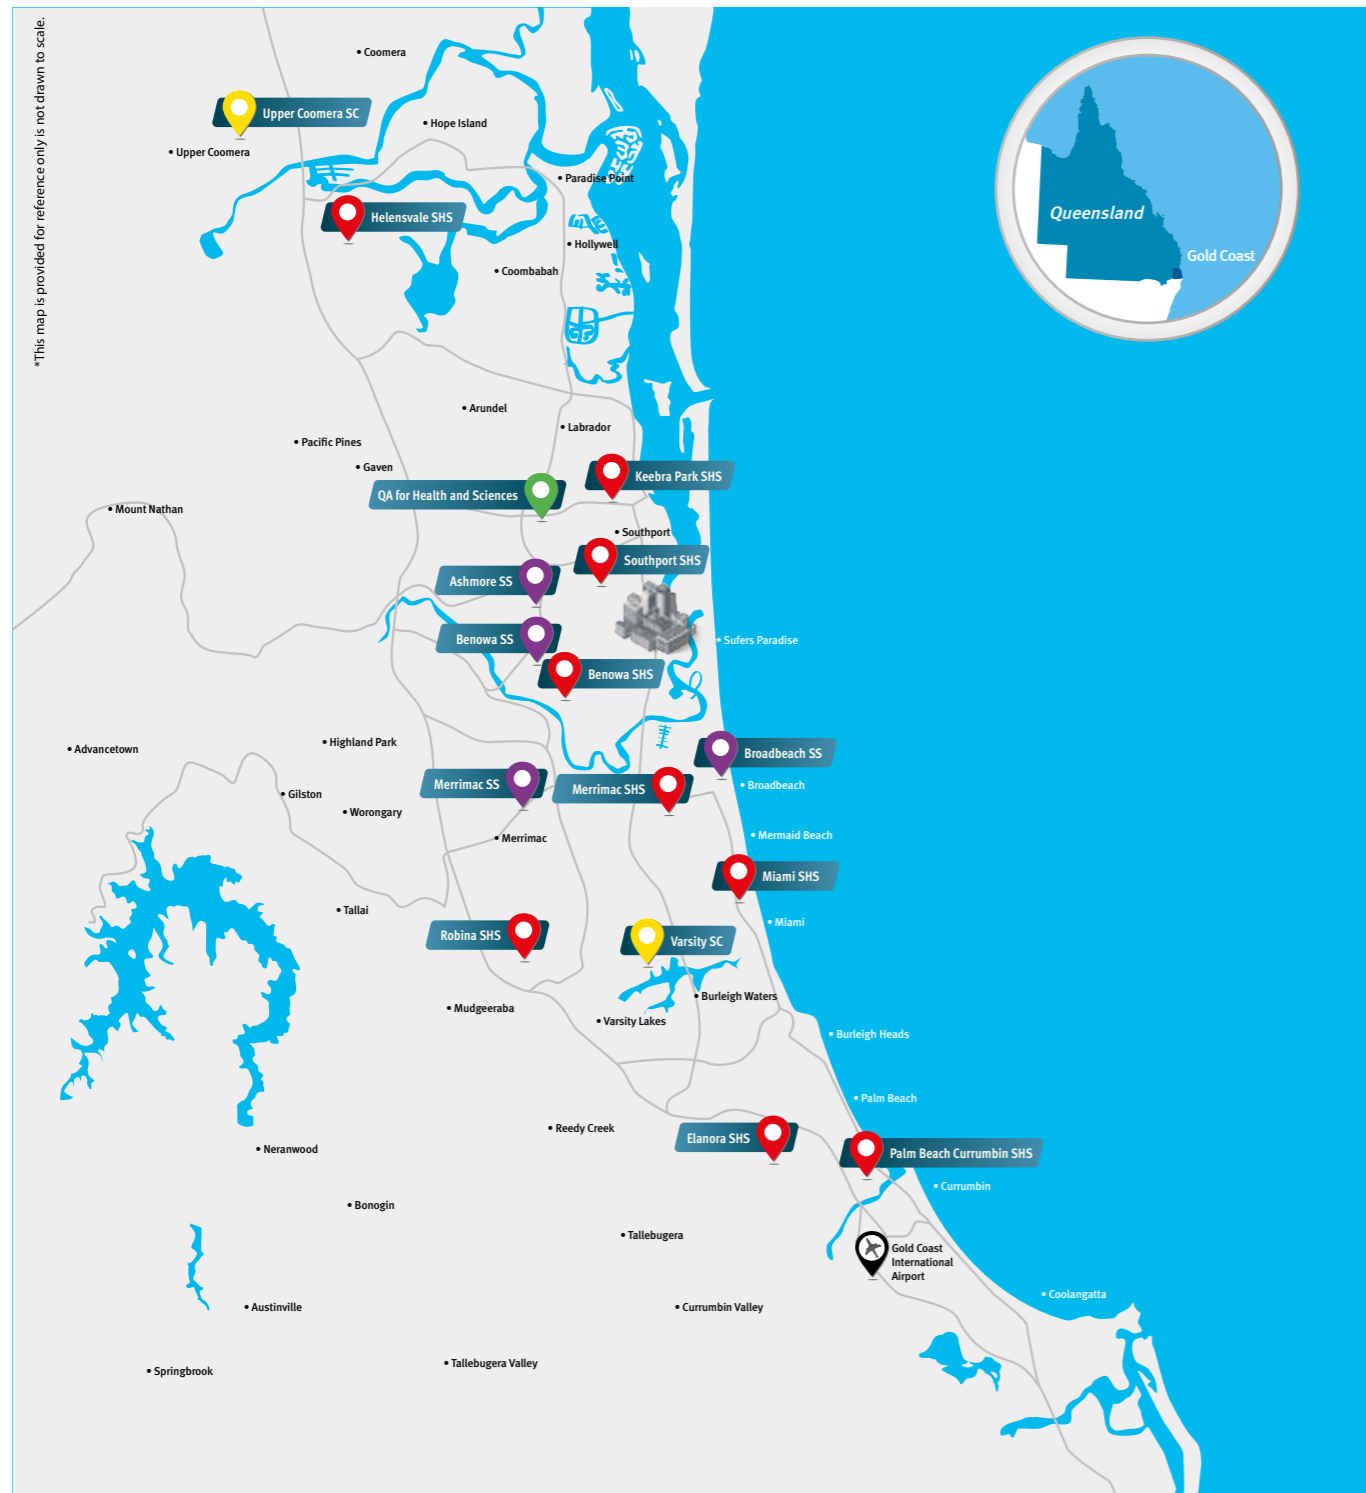 *This map is provided for reference only is not drawn to scale.
• Coomera
Upper Coomera SC
• Hope Island
• Upper Coomera
• Paradise Point
Queensland
Helensvale SHS
• Hollywell
Gold Coast
• Coombabah
• Arundel
• Labrador
• Pacific Pines
• Gaven
Keebra Park SHS
QA for Health and Sciences
• Mount Nathan
• Southport
Southport SHS
Ashmore SS
Benowa SS
• Sufers Paradise
Benowa SHS
• Highland Park
• Advancetown
Broadbeach SS
Merrimac SS
Merrimac SHS
• Broadbeach
• Gilston
• Worongary
• Mermaid Beach
• Merrimac
Miami SHS
• Tallai
• Miami
Robina SHS
Varsity SC
• Burleigh Waters
• Mudgeeraba
• Varsity Lakes
• Burleigh Heads
• Palm Beach
• Reedy Creek
Elanora SHS
• Neranwood
Palm Beach Currumbin SHS
• Currumbin
• Bonogin
• Tallebugera
Gold Coast
International
Airport
• Coolangatta
• Austinville
• Currumbin Valley
• Tallebugera Valley
• Springbrook